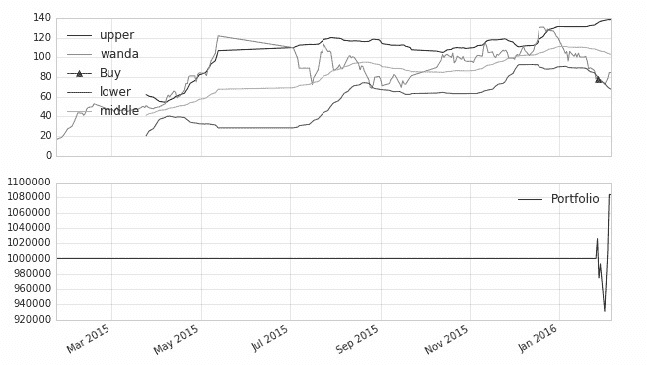 140
120
100
80
60
40
20
0
upper
wanda
Buy
lower
middle
1100000
1080000
1060000
1040000
1020000
1000000
980000
960000
940000
920000
Portfolio
Mar 2015
May 2015
Jul 2015
Sep 2015
Nov 2015
Jan 2016